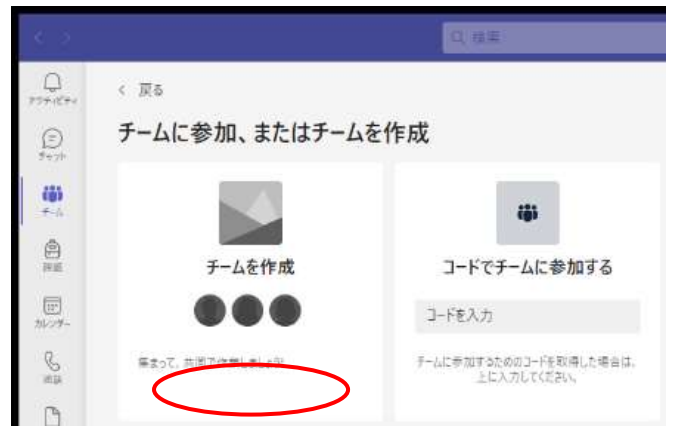 検索
アクティビティ
< 戻る
チームに参加、またはチームを作成
チャット
チーム
チームを作成
コードでチームに参加する
課題
コードを入力
カレンダー
集まって、共同で作業しましょう!
チームに参加するためのコードを取得した場合は、
上に入力してください。
通話